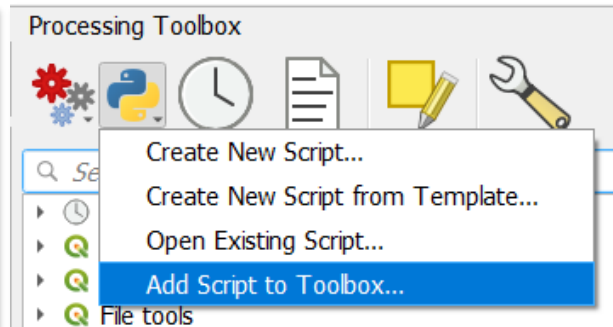 Processing Toolbox
Create New Script...
Se
Create New Script from Template...
Open Existing Script...
Add Script to Toolbox...
File tools